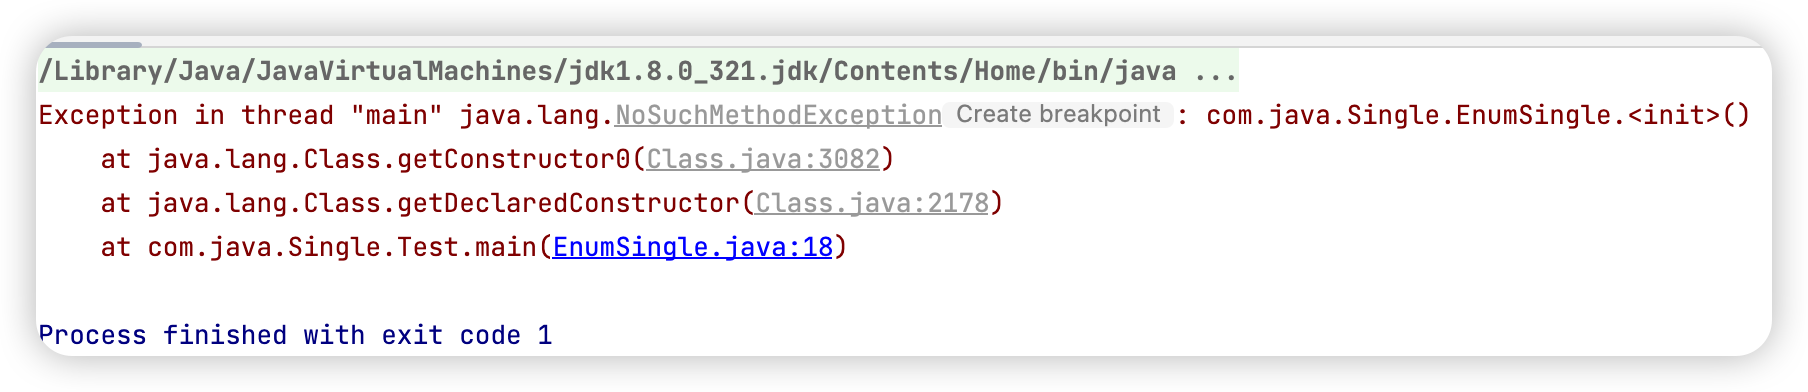 /Library/Java/JavaVirtualMachines/jdk1.8.0_321.jdk/Contents/Home/bin/java ...
Exception in thread "main" java.lang.NoSuchMethodException Create breakpoint : com.java.Single.EnumSingle.<init>()
    at java.lang.Class.getConstructor0(Class.java:3082)
    at java.lang.Class.getDeclaredConstructor(Class.java:2178)
    at com.java.Single.Test.main(EnumSingle.java:18)

Process finished with exit code 1